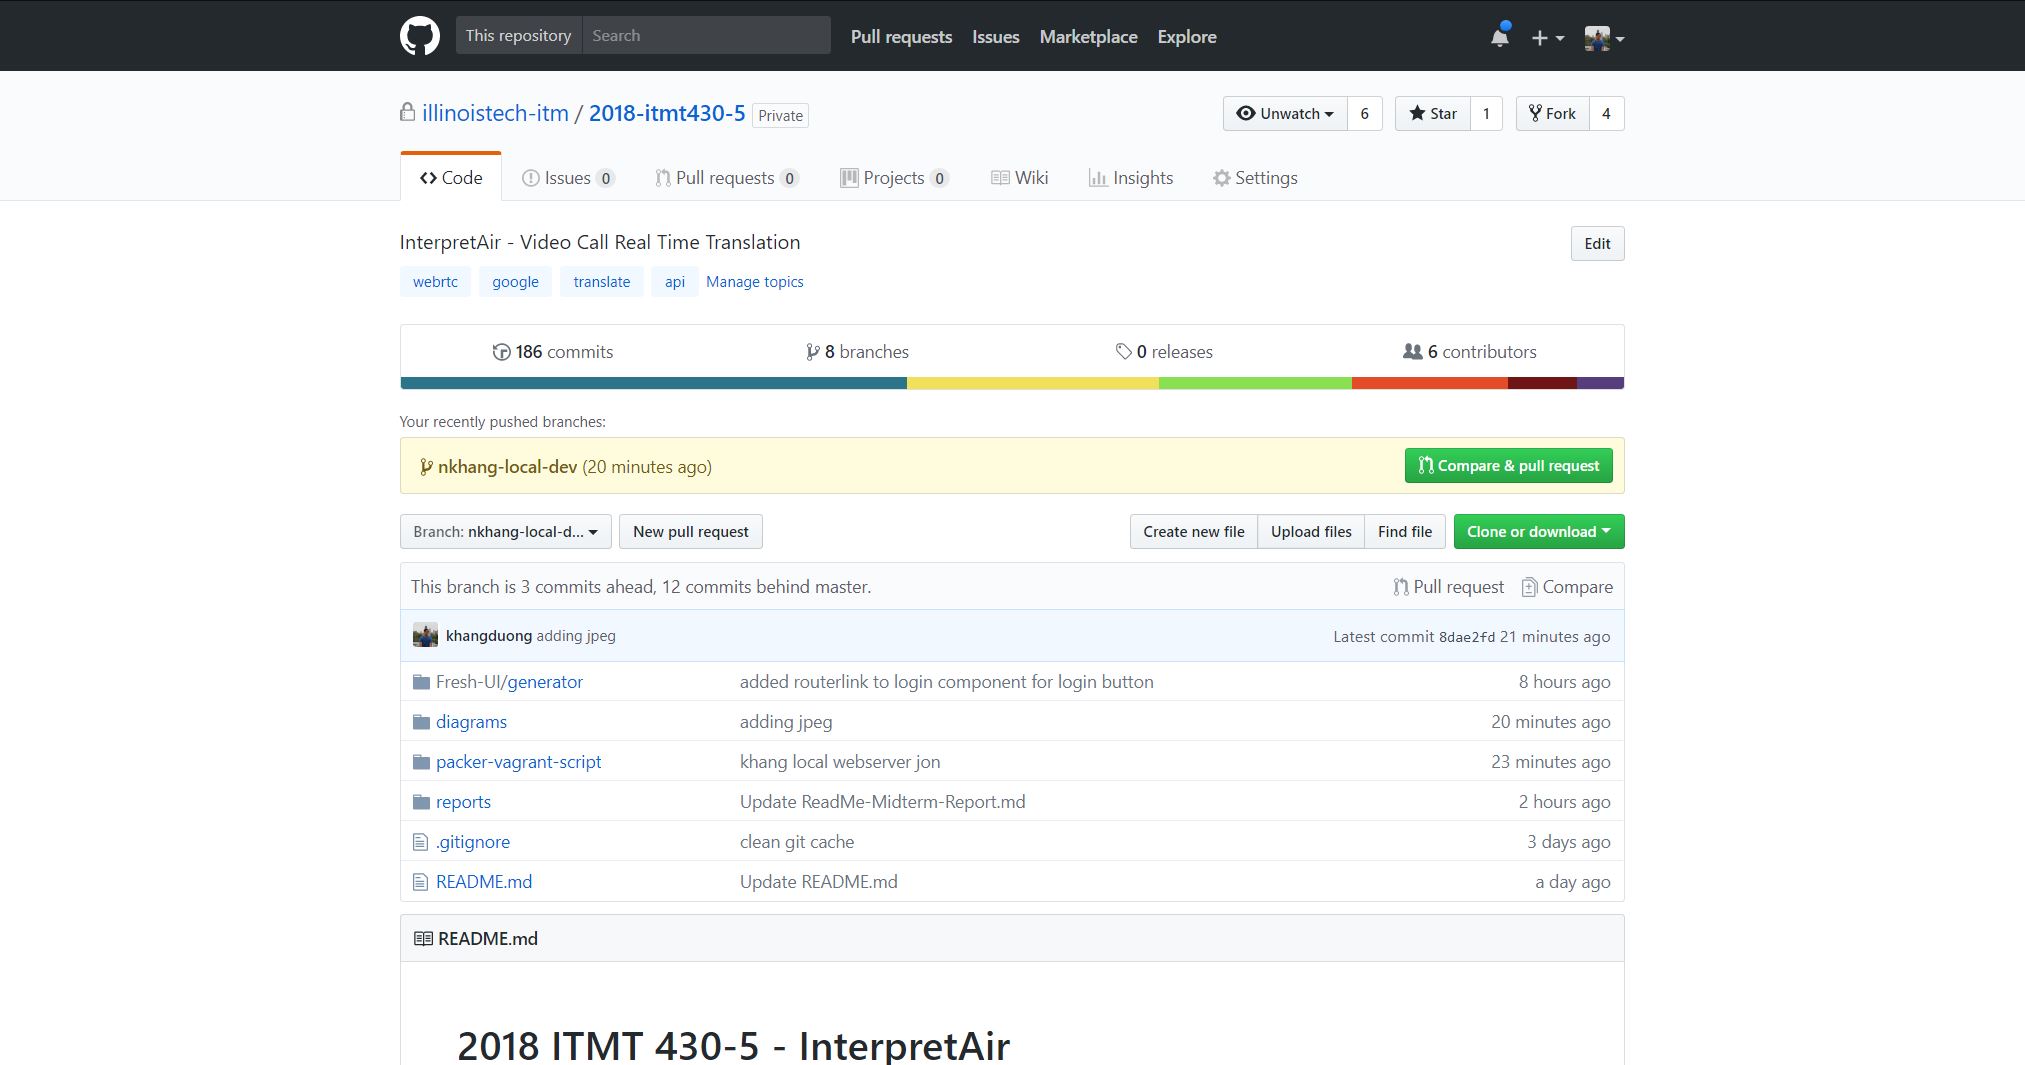 This repository Search Pull requests Issues Marketplace Explore
illinoistech-itm / 2018-itmt430-5 Private Unwatch 6 Star 1 Fork 4
Code Issues 0 Pull requests 0 Projects 0 Wiki Insights Settings
InterpretAir - Video Call Real Time Translation Edit
webrtc google translate api Manage topics
186 commits 8 branches 0 releases 6 contributors
Your recently pushed branches:
nkhang-local-dev (20 minutes ago) Compare & pull request
Branch: nkhang-local-d... New pull request Create new file Upload files Find file Clone or download
This branch is 3 commits ahead, 12 commits behind master. Pull request Compare
khangduong adding jpeg Latest commit 8dae2fd 21 minutes ago
Fresh-UI/generator added routerlink to login component for login button 8 hours ago
diagrams adding jpeg 20 minutes ago
packer-vagrant-script khang local webserver jon 23 minutes ago
reports Update ReadMe-Midterm-Report.md 2 hours ago
.gitignore clean git cache 3 days ago
README.md Update README.md a day ago
README.md
2018 ITMT 430-5 - InterpretAir